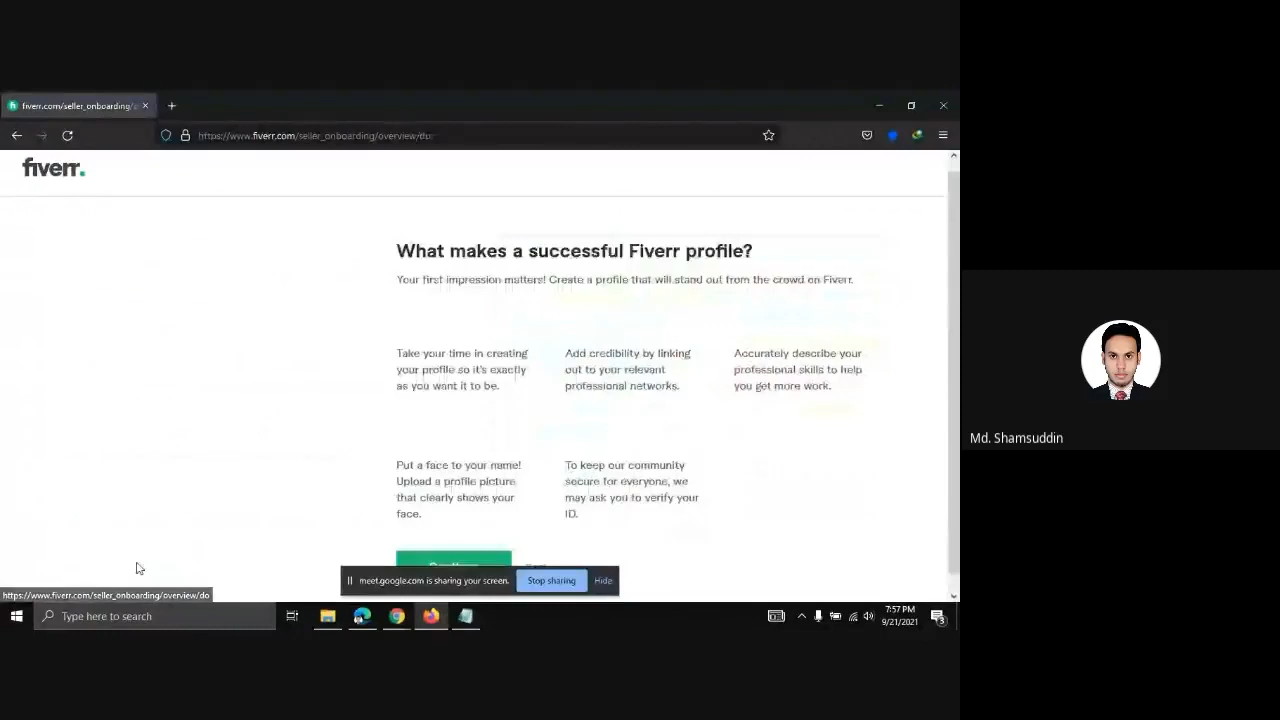 fiverr.com/seller_onboarding/
https://www.fiverr.com/seller_onboarding/overview/do
fiverr.
What makes a successful Fiverr profile?
Your first impression matters! Create a profile that will stand out from the crowd on Fiverr.
Take your time in creating
your profile so it's exactly
as you want it to be.
Add credibility by linking
out to your relevant
professional networks.
Accurately describe your
professional skills to help
you get more work.
Put a face to your name!
Upload a profile picture
that clearly shows your
face.
To keep our community
secure for everyone, we
may ask you to verify your
ID.
meet.google.com is sharing your screen.
Stop sharing
Hide
https://www.fiverr.com/seller_onboarding/overview/do
Type here to search
7:57 PM
9/21/2021
3
Md. Shamsuddin